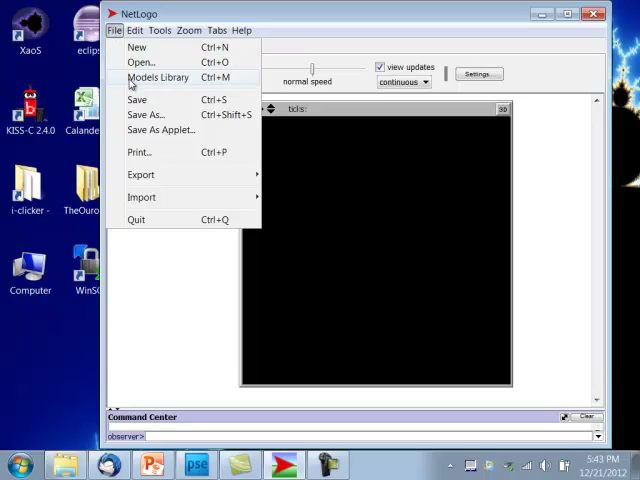 NetLogo
File Edit Tools Zoom Tabs Help
New Ctrl+N
Open... Ctrl+O
Models Library Ctrl+M
Save Ctrl+S
Save As... Ctrl+Shift+S
Save As Applet...
Print... Ctrl+P
Export
Import
Quit Ctrl+Q
normal speed
view updates
continuous
Settings...
ticks:
3D
XaoS
eclips
KISS-C 2.4.0
Calande
i-clicker -
TheOuro
Computer
WinSC
Command Center
Clear
observer>
pse
5:43 PM
12/21/2012